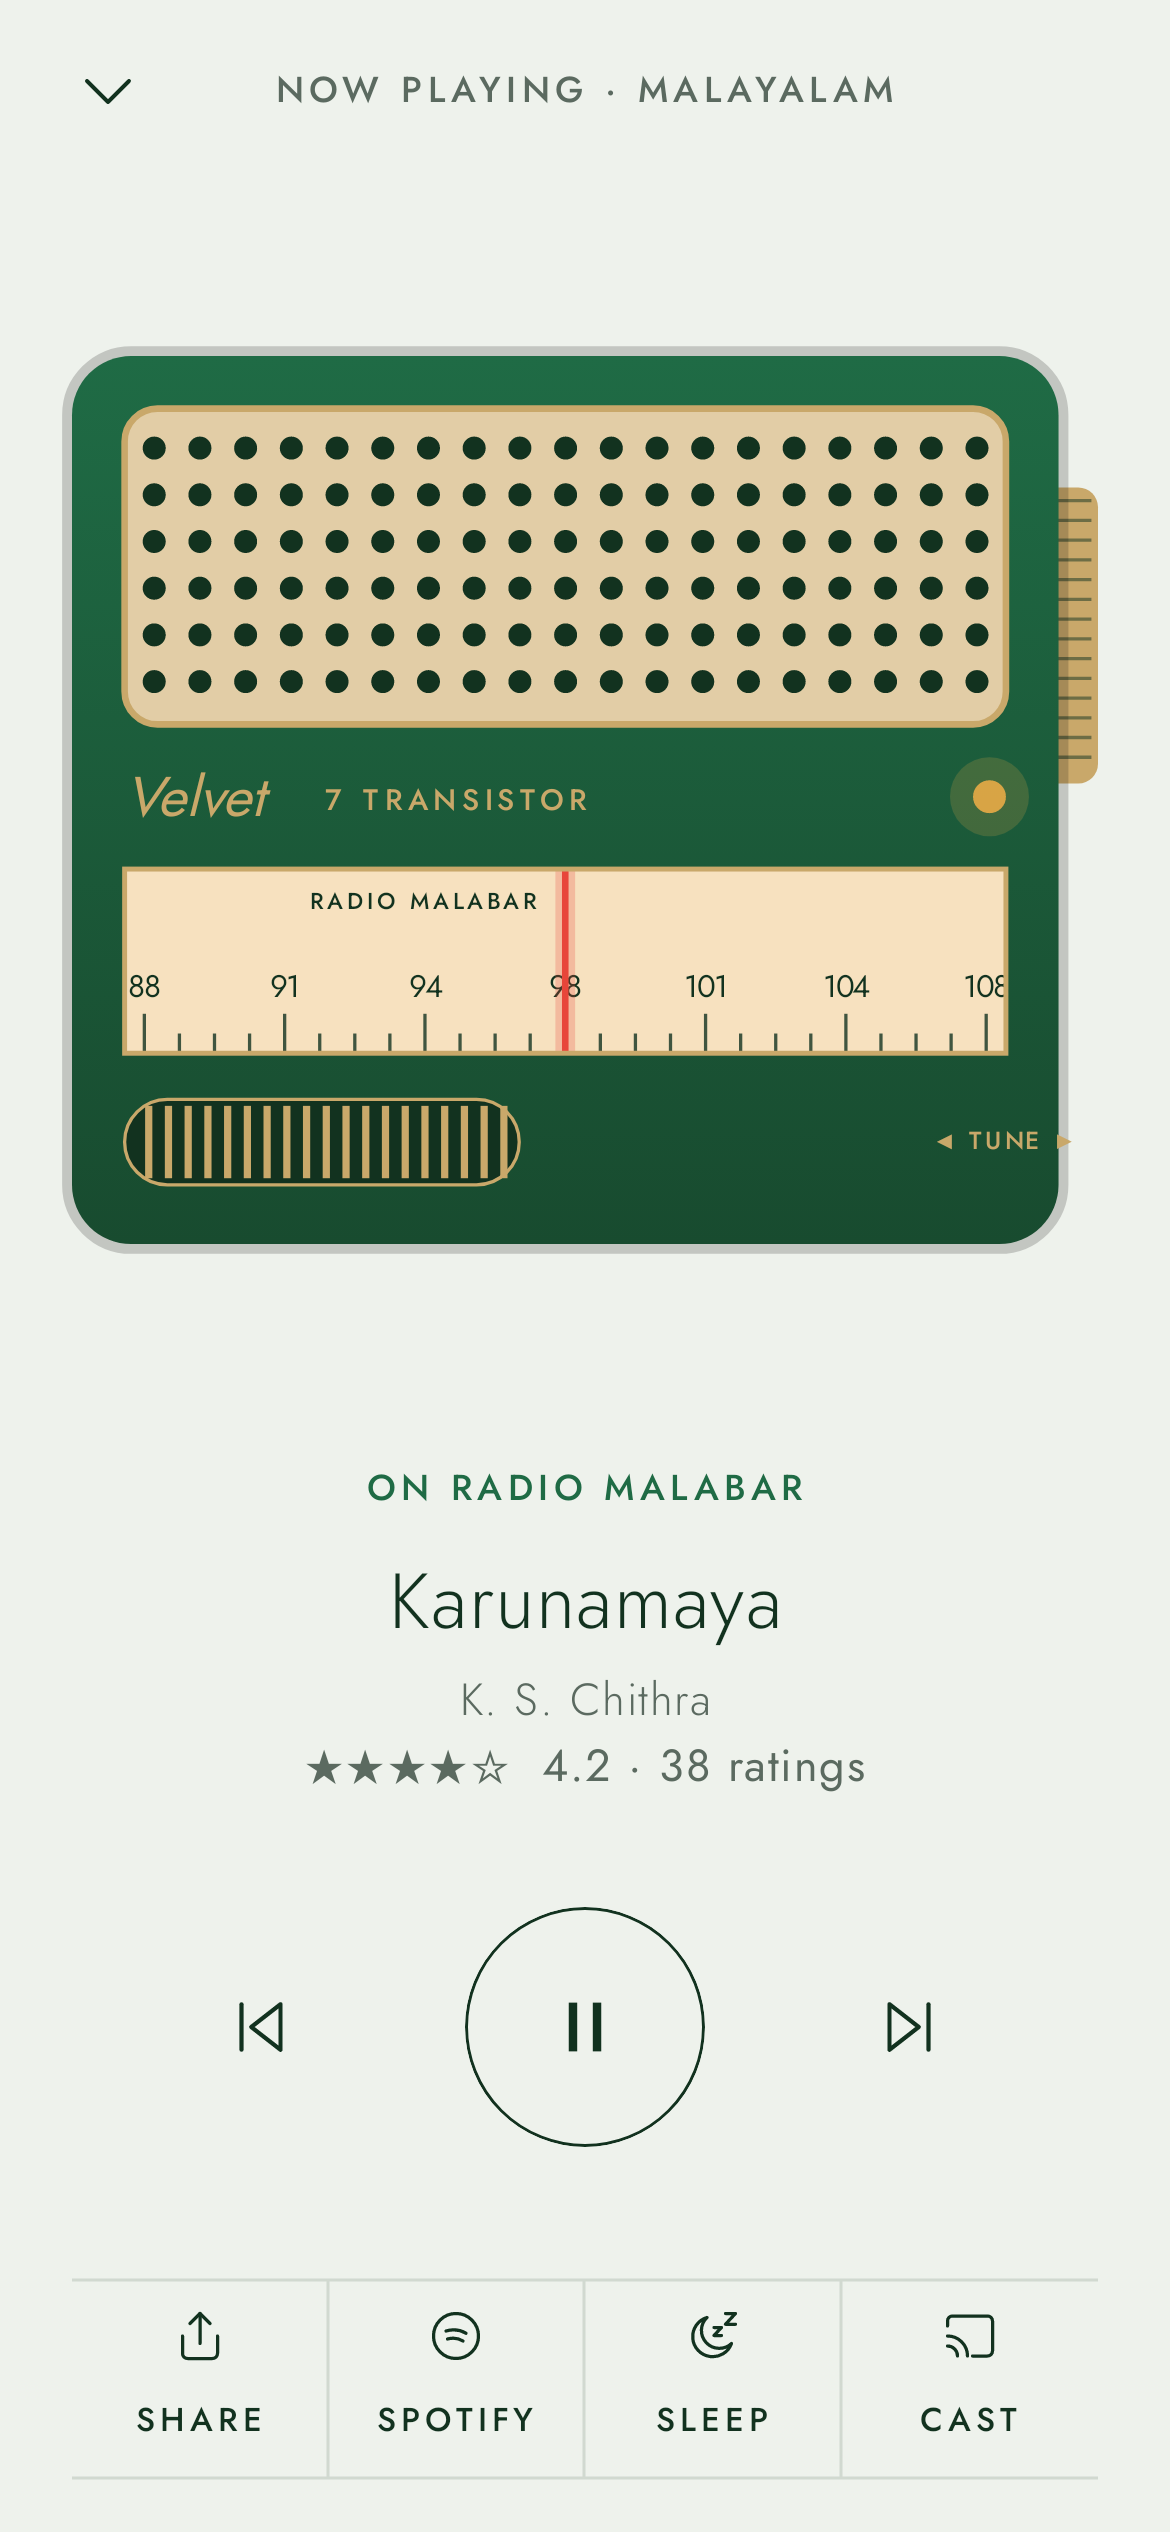 NOW PLAYING · MALAYALAM
Velvet 7 TRANSISTOR
RADIO MALABAR
88 91 94 98 101 104 108
◄ TUNE ►
ON RADIO MALABAR
Karunamaya
K. S. Chithra
★★★★☆ 4.2 · 38 ratings
SHARE SPOTIFY SLEEP CAST